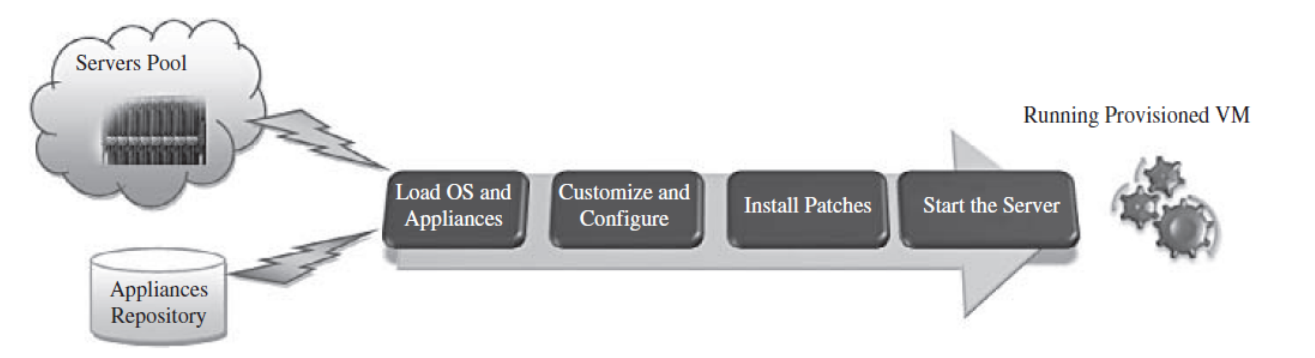 Servers Pool
Running Provisioned VM
Load OS and
Appliances
Customize and
Configure
Install Patches
Start the Server
Appliances
Repository